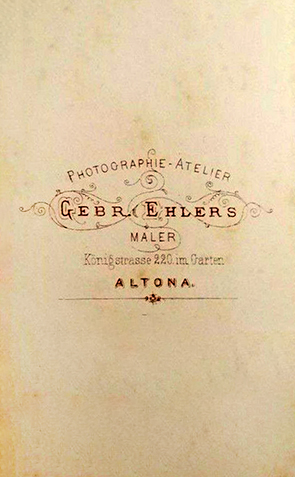 PHOTOGRAPHIE-ATELIER
GEBR. EHLERS
MALER
Königstrasse 220. im Garten
ALTONA.